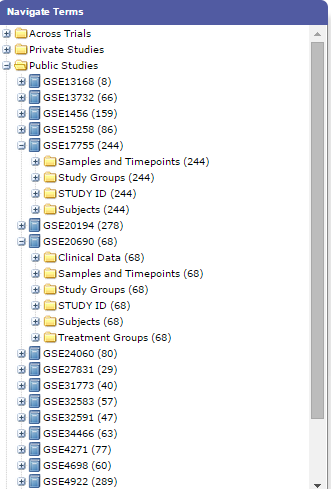 Navigate Terms
Across Trials
Private Studies
Public Studies
GSE13168 (8)
GSE13732 (66)
GSE1456 (159)
GSE15258 (86)
GSE17755 (244)
Samples and Timepoints (244)
Study Groups (244)
STUDY ID (244)
Subjects (244)
GSE20194 (278)
GSE20690 (68)
Clinical Data (68)
Samples and Timepoints (68)
Study Groups (68)
STUDY ID (68)
Subjects (68)
Treatment Groups (68)
GSE24060 (80)
GSE27831 (29)
GSE31773 (40)
GSE32583 (57)
GSE32591 (47)
GSE34466 (63)
GSE4271 (77)
GSE4698 (60)
GSE4922 (289)